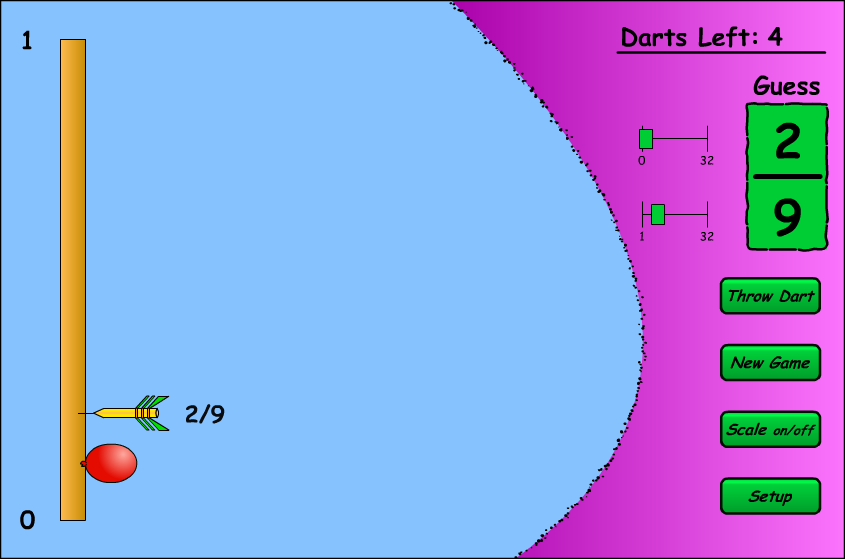 Darts Left: 4
1
Guess
2
9
0 32
1 32
Throw Dart
New Game
2/9
Scale on/off
Setup
0